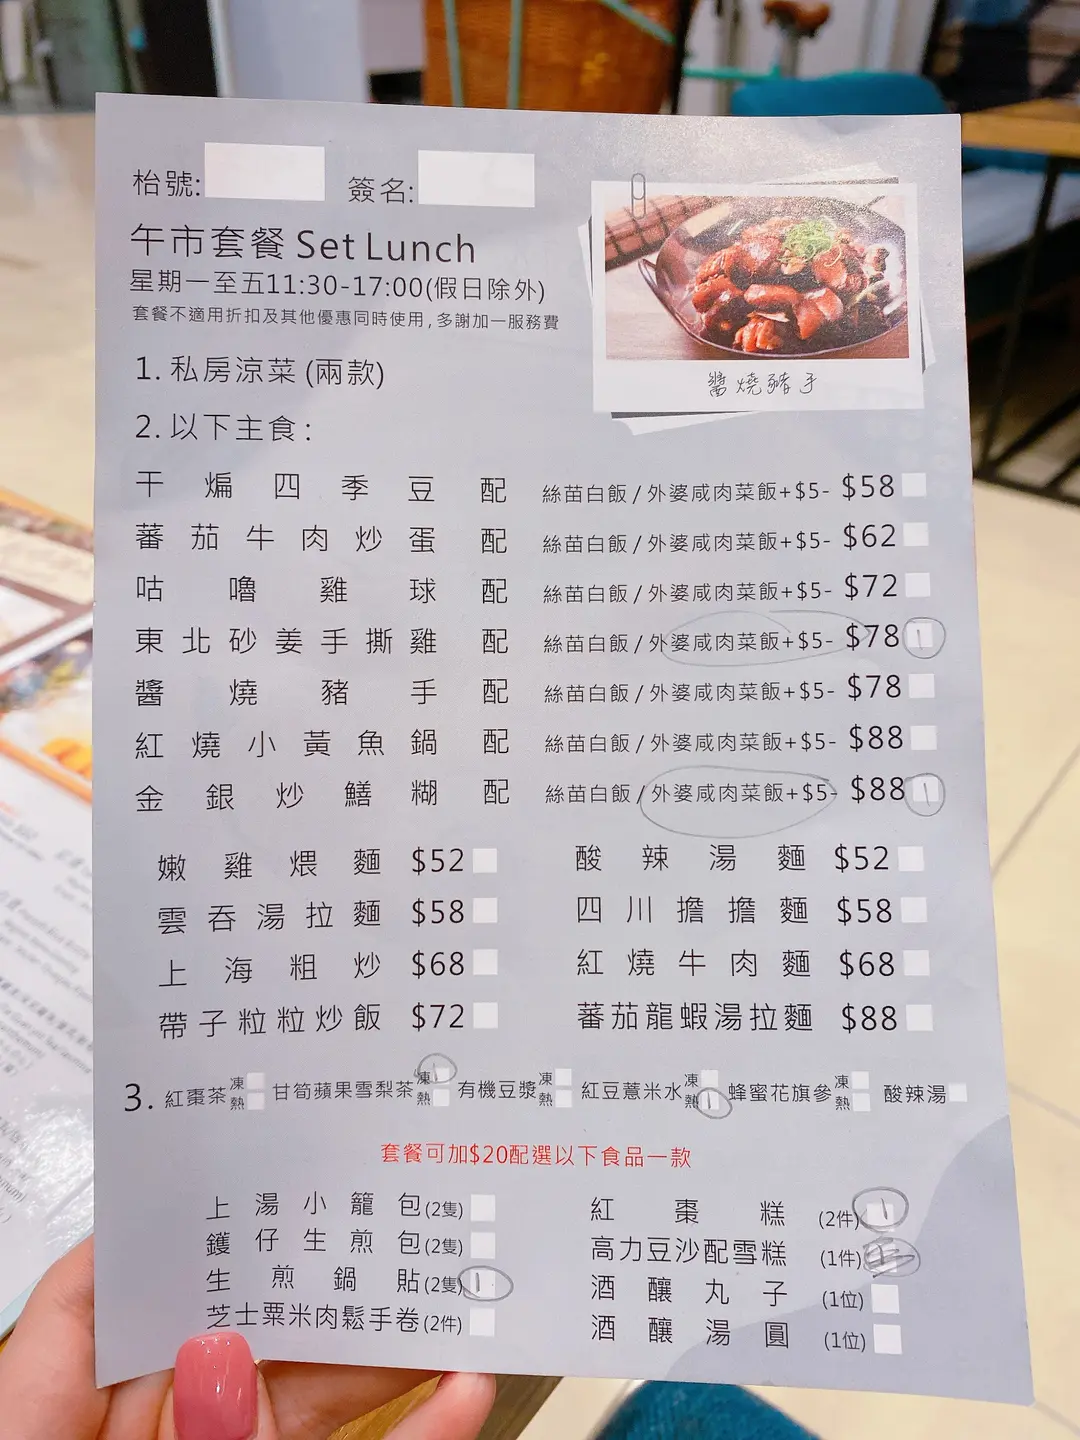 枱號:
簽名:
午市套餐 Set Lunch
星期一至五11:30-17:00(假日除外)
套餐不適用折扣及其他優惠同時使用,多謝加一服務費
醬燒豬手
1. 私房涼菜 (兩款)
2. 以下主食:
干煸四季豆 配 絲苗白飯 / 外婆咸肉菜飯+$5- $58
蕃茄牛肉炒蛋 配 絲苗白飯 / 外婆咸肉菜飯+$5- $62
咕嚕雞球 配 絲苗白飯 / 外婆咸肉菜飯+$5- $72
東北砂姜手撕雞 配 絲苗白飯 / 外婆咸肉菜飯+$5- $78 1
醬燒豬手 配 絲苗白飯 / 外婆咸肉菜飯+$5- $78
紅燒小黃魚鍋 配 絲苗白飯 / 外婆咸肉菜飯+$5- $88
金銀炒鱔糊 配 絲苗白飯 / 外婆咸肉菜飯+$5- $88 1
嫩雞煨麵 $52 酸辣湯麵 $52
雲吞湯拉麵 $58 四川擔擔麵 $58
上海粗炒 $68 紅燒牛肉麵 $68
帶子粒粒炒飯 $72 蕃茄龍蝦湯拉麵 $88
3. 紅棗茶 凍 熱 甘筍蘋果雪梨茶 凍 1 熱 有機豆漿 凍 熱 紅豆薏米水 凍 熱 1 蜂蜜花旗參 凍 熱 酸辣湯
套餐可加$20配選以下食品一款
上湯小籠包 (2隻) 紅棗糕 (2件) 1
鑊仔生煎包 (2隻) 高力豆沙配雪糕 (1件)
生煎鍋貼 (2隻) 1 酒釀丸子 (1位)
芝士粟米肉鬆手卷 (2件) 酒釀湯圓 (1位)